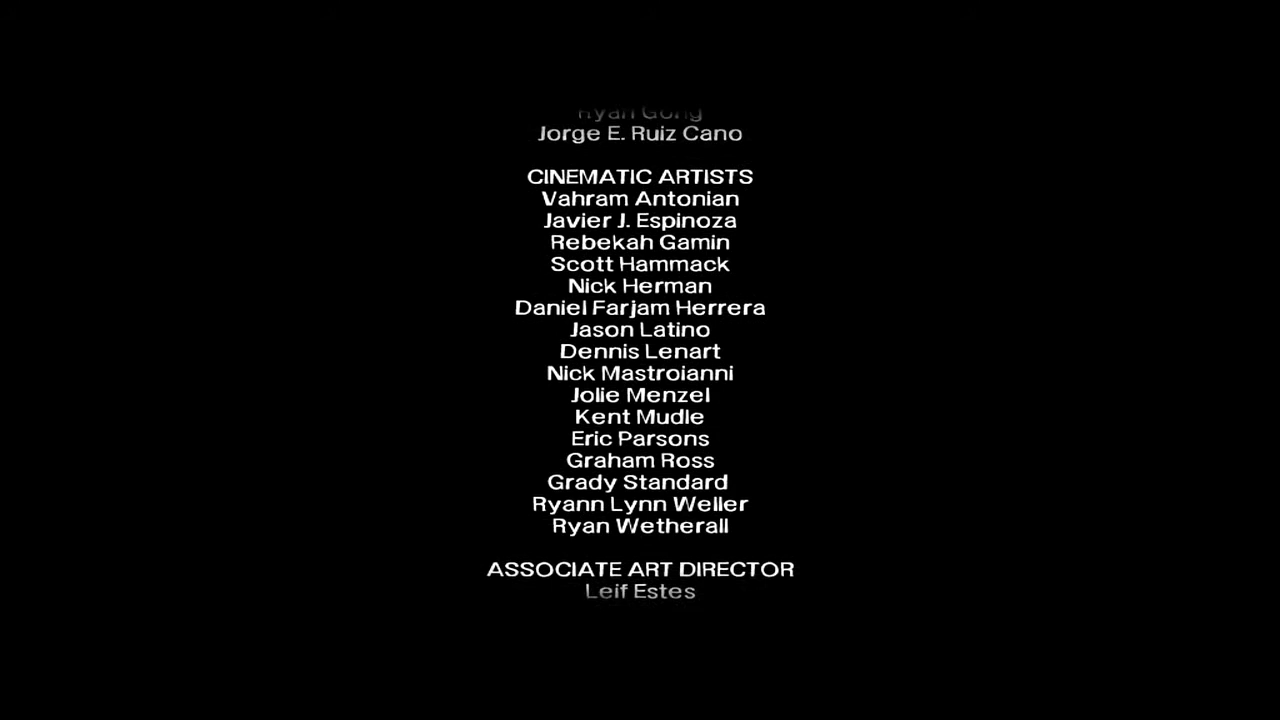 Ryan Gong
Jorge E. Ruiz Cano
CINEMATIC ARTISTS
Vahram Antonian
Javier J. Espinoza
Rebekah Gamin
Scott Hammack
Nick Herman
Daniel Farjam Herrera
Jason Latino
Dennis Lenart
Nick Mastroianni
Jolie Menzel
Kent Mudle
Eric Parsons
Graham Ross
Grady Standard
Ryann Lynn Weller
Ryan Wetherall
ASSOCIATE ART DIRECTOR
Leif Estes